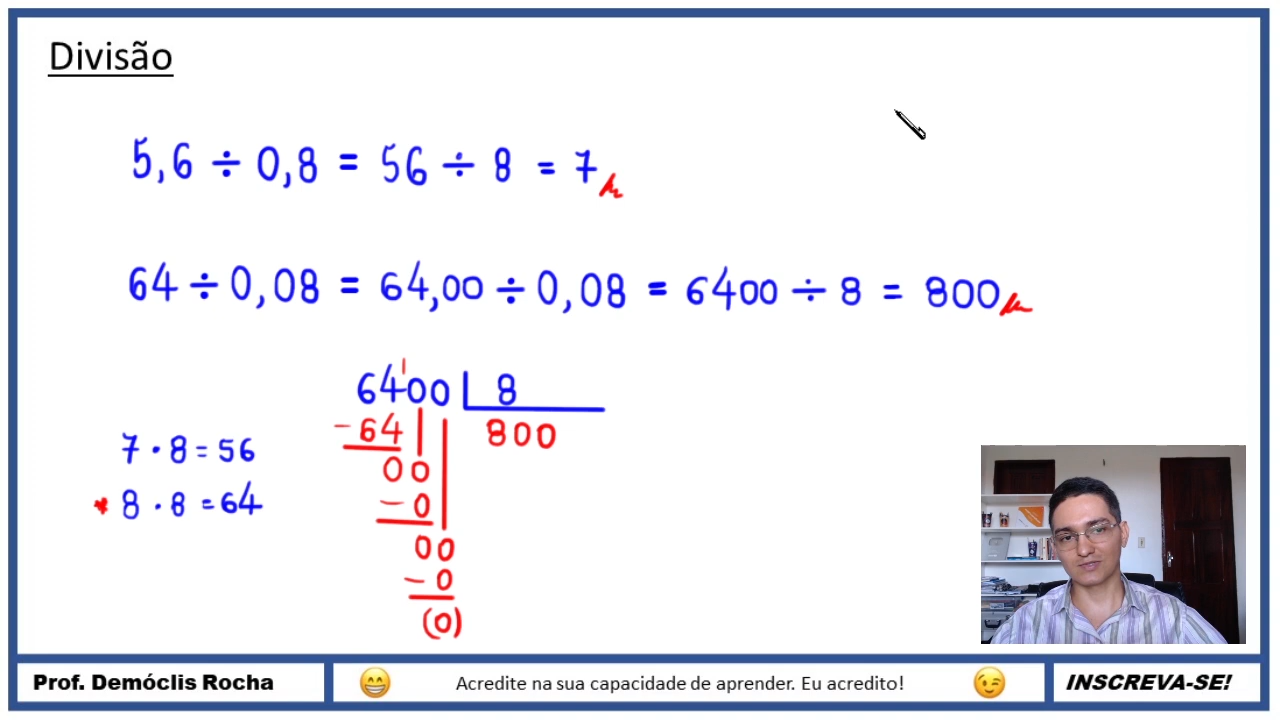 Divisão
5,6 ÷ 0,8 = 56 ÷ 8 = 7
64 ÷ 0,08 = 64,00 ÷ 0,08 = 6400 ÷ 8 = 800
6400 8
-64 800
7 · 8 = 56
00
8 · 8 = 64
-0
00
-0
(0)
Prof. Demóclis Rocha
Acredite na sua capacidade de aprender. Eu acredito!
INSCREVA-SE!